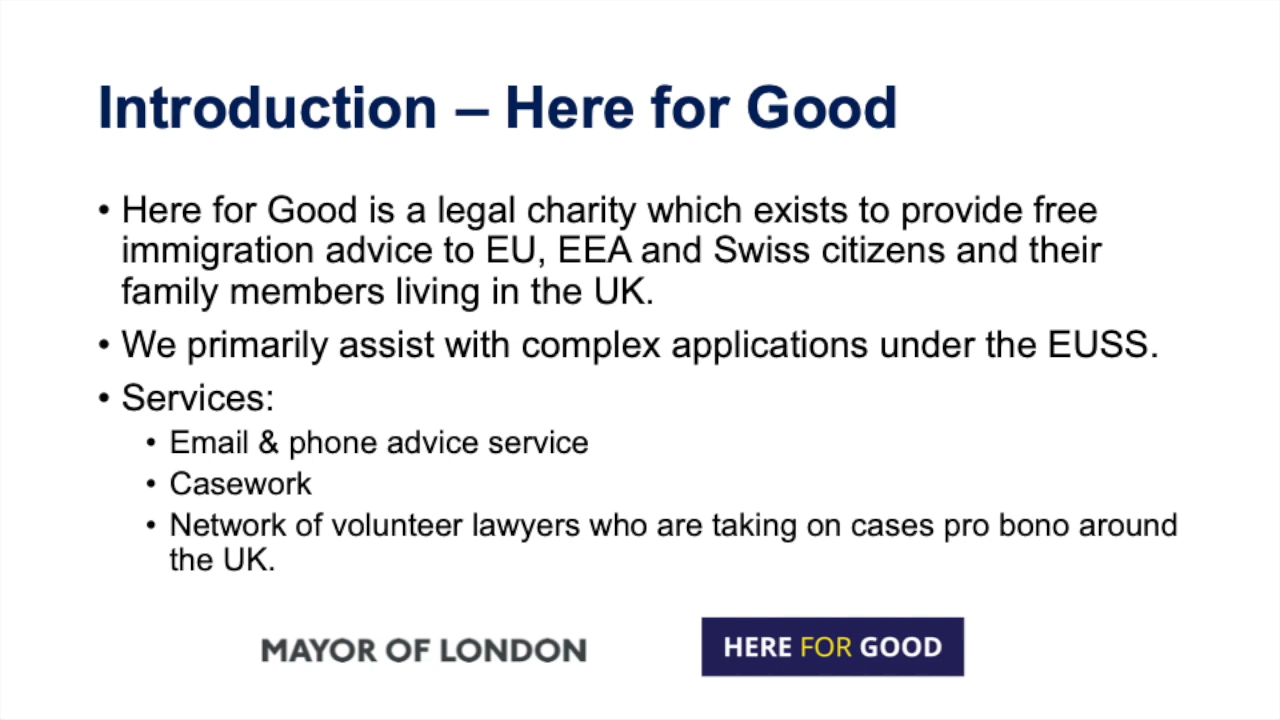 Introduction – Here for Good
• Here for Good is a legal charity which exists to provide free
immigration advice to EU, EEA and Swiss citizens and their
family members living in the UK.
• We primarily assist with complex applications under the EUSS.
• Services:
• Email & phone advice service
• Casework
• Network of volunteer lawyers who are taking on cases pro bono around
the UK.
MAYOR OF LONDON
HERE FOR GOOD